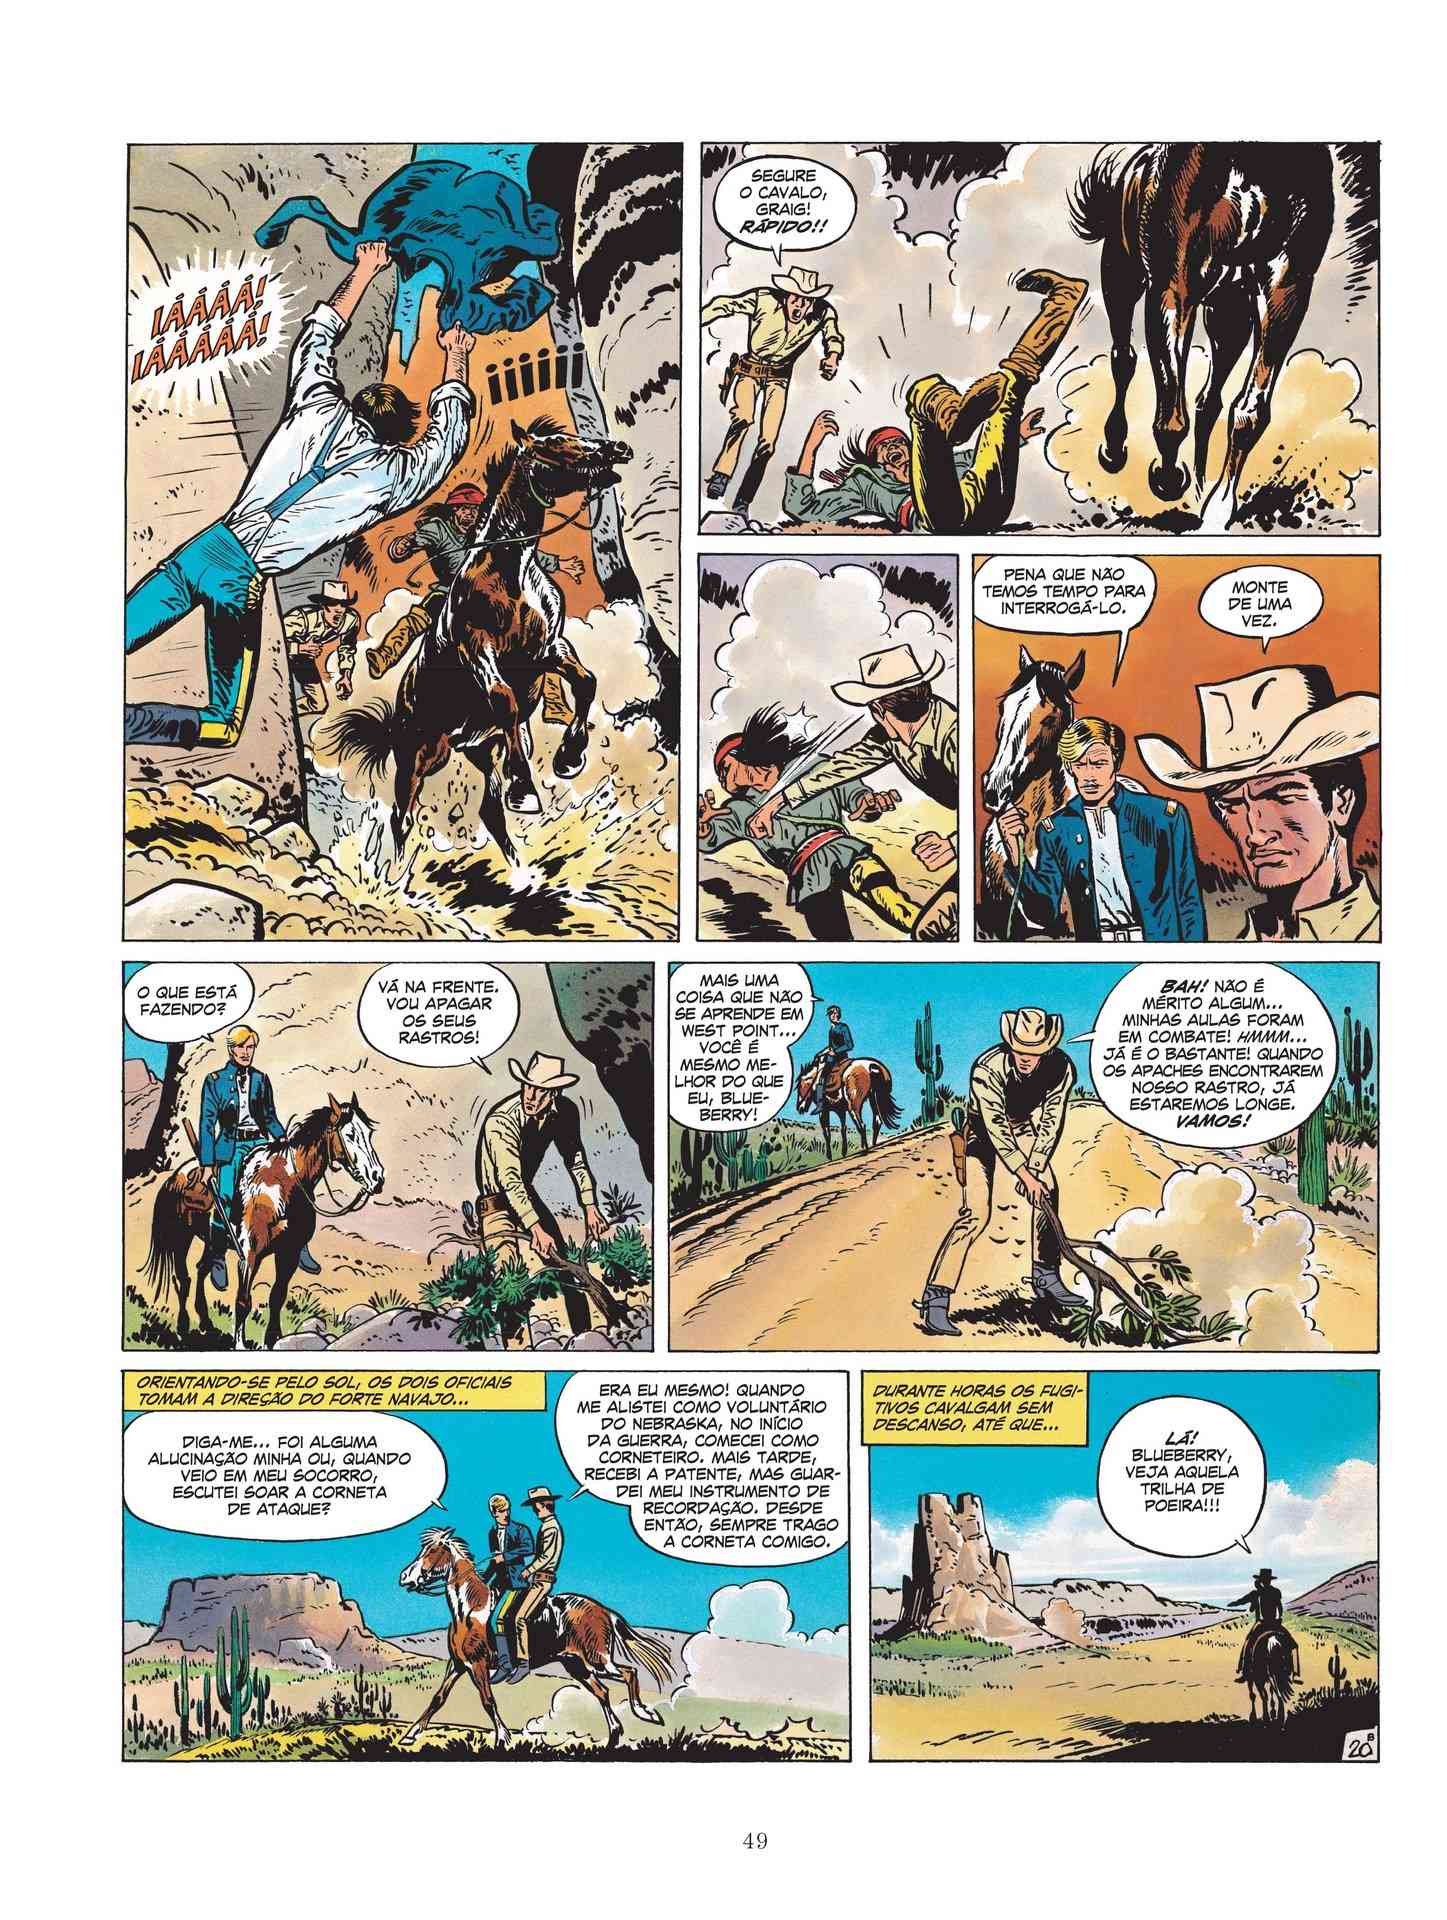 IÁÁÁÁ!
IÁÁÁÁÁ!
iiiiii
SEGURE
O CAVALO,
GRAIG!
RÁPIDO!!
PENA QUE NÃO
TEMOS TEMPO PARA
INTERROGÁ-LO.
MONTE
DE UMA
VEZ.
O QUE ESTÁ
FAZENDO?
VÁ NA FRENTE.
VOU APAGAR
OS SEUS
RASTROS!
MAIS UMA
COISA QUE NÃO
SE APRENDE EM
WEST POINT...
VOCÊ É
MESMO ME-
LHOR DO QUE
EU, BLUE-
BERRY!
BAH! NÃO É
MÉRITO ALGUM...
MINHAS AULAS FORAM
EM COMBATE! HMMM...
JÁ É O BASTANTE! QUANDO
OS APACHES ENCONTRAREM
NOSSO RASTRO, JÁ
ESTAREMOS LONGE.
VAMOS!
ORIENTANDO-SE PELO SOL, OS DOIS OFICIAIS
TOMAM A DIREÇÃO DO FORTE NAVAJO...
DIGA-ME... FOI ALGUMA
ALUCINAÇÃO MINHA OU, QUANDO
VEIO EM MEU SOCORRO,
ESCUTEI SOAR A CORNETA
DE ATAQUE?
ERA EU MESMO! QUANDO
ME ALISTEI COMO VOLUNTÁRIO
DO NEBRASKA, NO INÍCIO
DA GUERRA, COMECEI COMO
CORNETEIRO. MAIS TARDE,
RECEBI A PATENTE, MAS GUAR-
DEI MEU INSTRUMENTO DE
RECORDAÇÃO. DESDE
ENTÃO, SEMPRE TRAGO
A CORNETA COMIGO.
DURANTE HORAS OS FUGI-
TIVOS CAVALGAM SEM
DESCANSO, ATÉ QUE...
LÁ!
BLUEBERRY,
VEJA AQUELA
TRILHA DE
POEIRA!!!
20B
49